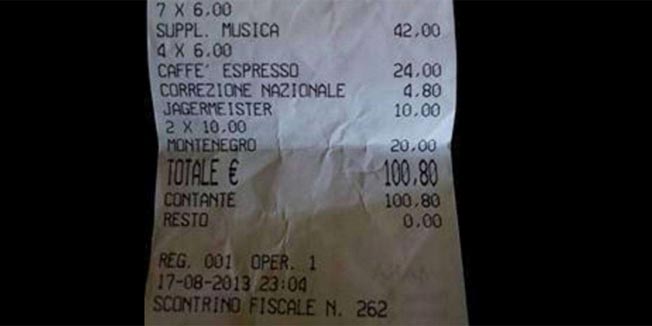 7 X 6.00
SUPPL. MUSICA 42.00
4 X 6.00
CAFFE' ESPRESSO 24.00
CORREZIONE NAZIONALE 4.80
JAGERMEISTER 10.00
2 X 10.00
MONTENEGRO 20.00
TOTALE € 100,80
CONTANTE 100.80
RESTO 0.00
REG. 001 OPER. 1
17-08-2013 23:04
SCONTRINO FISCALE N. 262